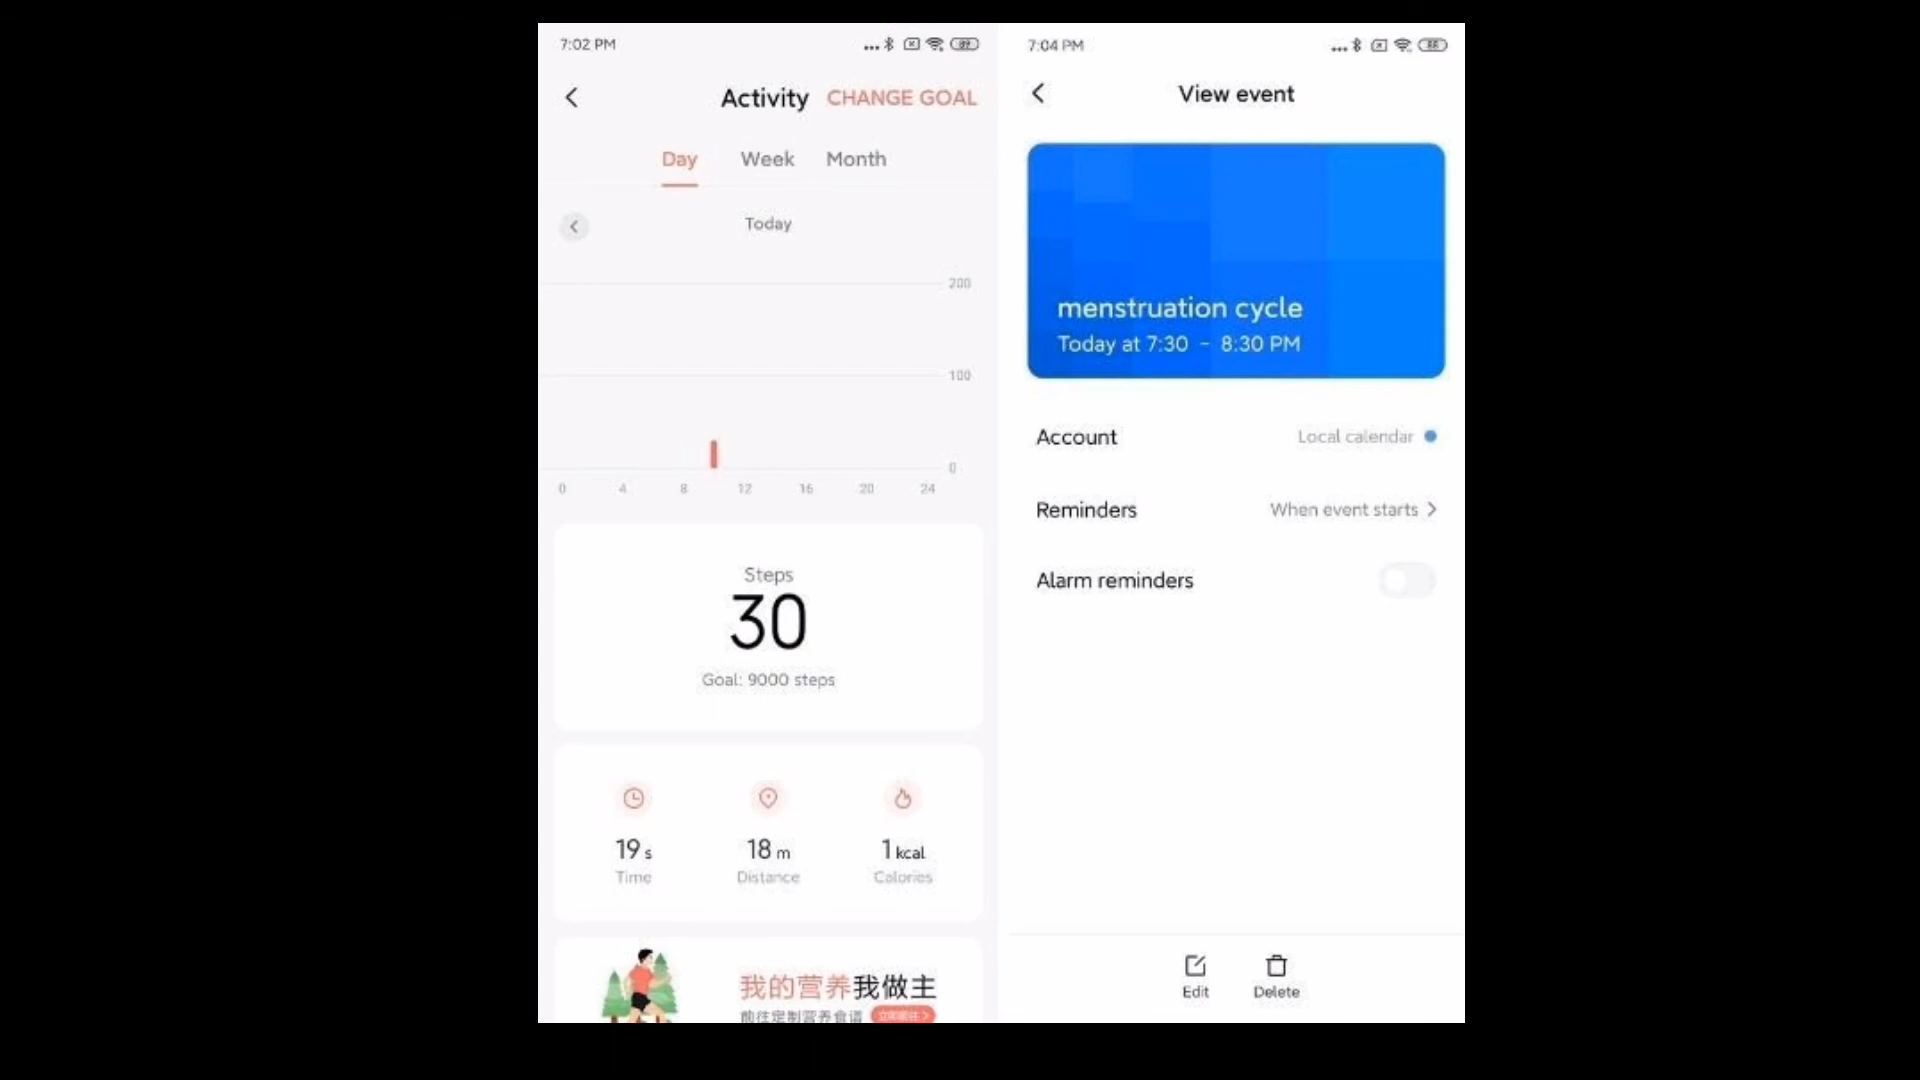 7:02 PM
Activity
CHANGE GOAL
Day
Week
Month
Today
200
100
0
0 4 8 12 16 20 24
Steps
30
Goal: 9000 steps
19 s
Time
18 m
Distance
1 kcal
Calories
我的营养我做主
前往定制营养食谱
立即前往
7:04 PM
View event
menstruation cycle
Today at 7:30 - 8:30 PM
Account
Local calendar
Reminders
When event starts
Alarm reminders
Edit
Delete